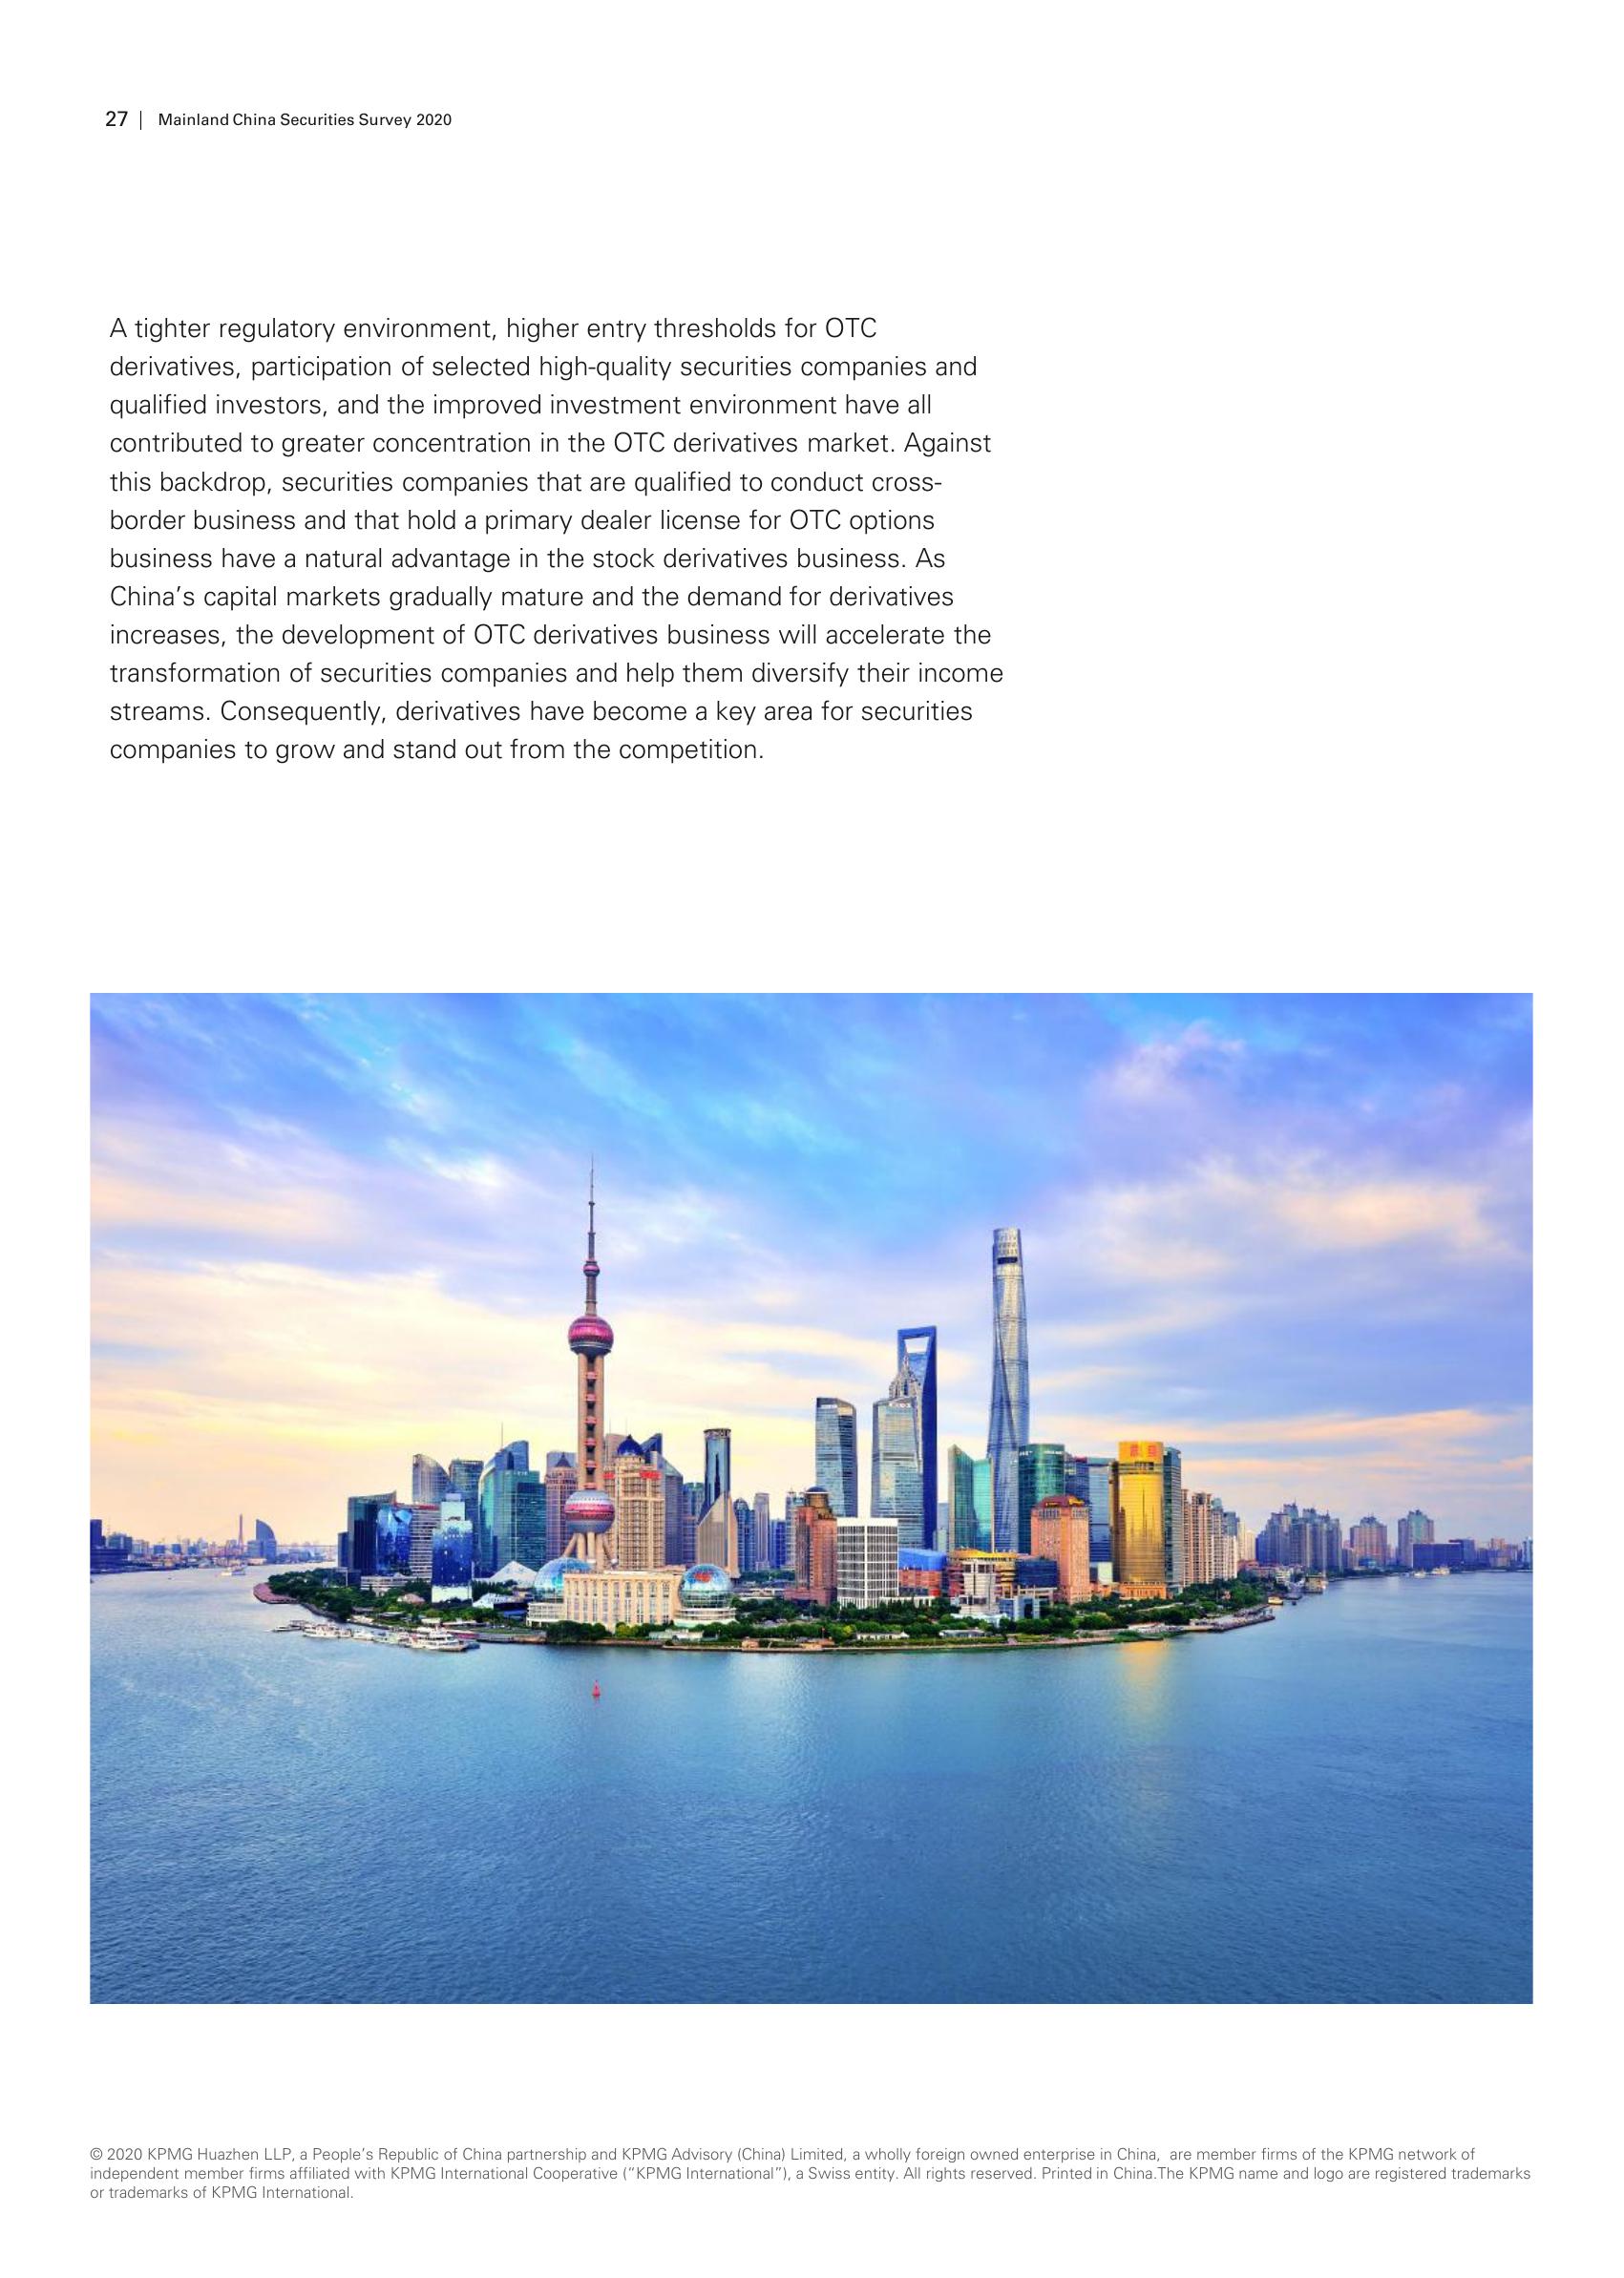 27 | Mainland China Securities Survey 2020
A tighter regulatory environment, higher entry thresholds for OTC
derivatives, participation of selected high-quality securities companies and
qualified investors, and the improved investment environment have all
contributed to greater concentration in the OTC derivatives market. Against
this backdrop, securities companies that are qualified to conduct cross-
border business and that hold a primary dealer license for OTC options
business have a natural advantage in the stock derivatives business. As
China’s capital markets gradually mature and the demand for derivatives
increases, the development of OTC derivatives business will accelerate the
transformation of securities companies and help them diversify their income
streams. Consequently, derivatives have become a key area for securities
companies to grow and stand out from the competition.
© 2020 KPMG Huazhen LLP, a People’s Republic of China partnership and KPMG Advisory (China) Limited, a wholly foreign owned enterprise in China, are member firms of the KPMG network of
independent member firms affiliated with KPMG International Cooperative (“KPMG International”), a Swiss entity. All rights reserved. Printed in China.The KPMG name and logo are registered trademarks
or trademarks of KPMG International.